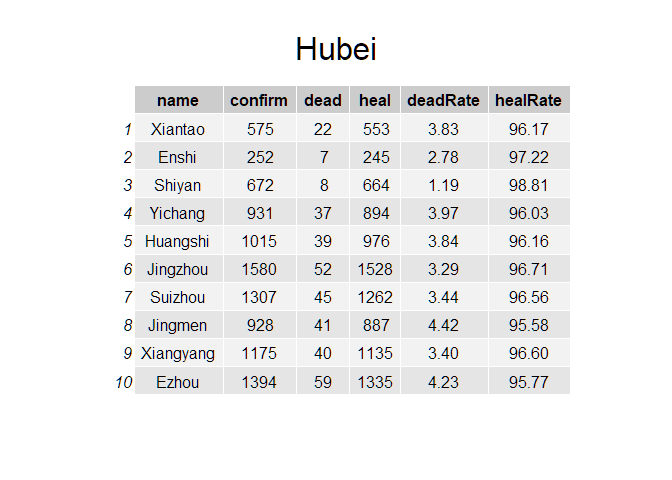 Hubei
name confirm dead heal deadRate healRate
1 Xiantao 575 22 553 3.83 96.17
2 Enshi 252 7 245 2.78 97.22
3 Shiyan 672 8 664 1.19 98.81
4 Yichang 931 37 894 3.97 96.03
5 Huangshi 1015 39 976 3.84 96.16
6 Jingzhou 1580 52 1528 3.29 96.71
7 Suizhou 1307 45 1262 3.44 96.56
8 Jingmen 928 41 887 4.42 95.58
9 Xiangyang 1175 40 1135 3.40 96.60
10 Ezhou 1394 59 1335 4.23 95.77